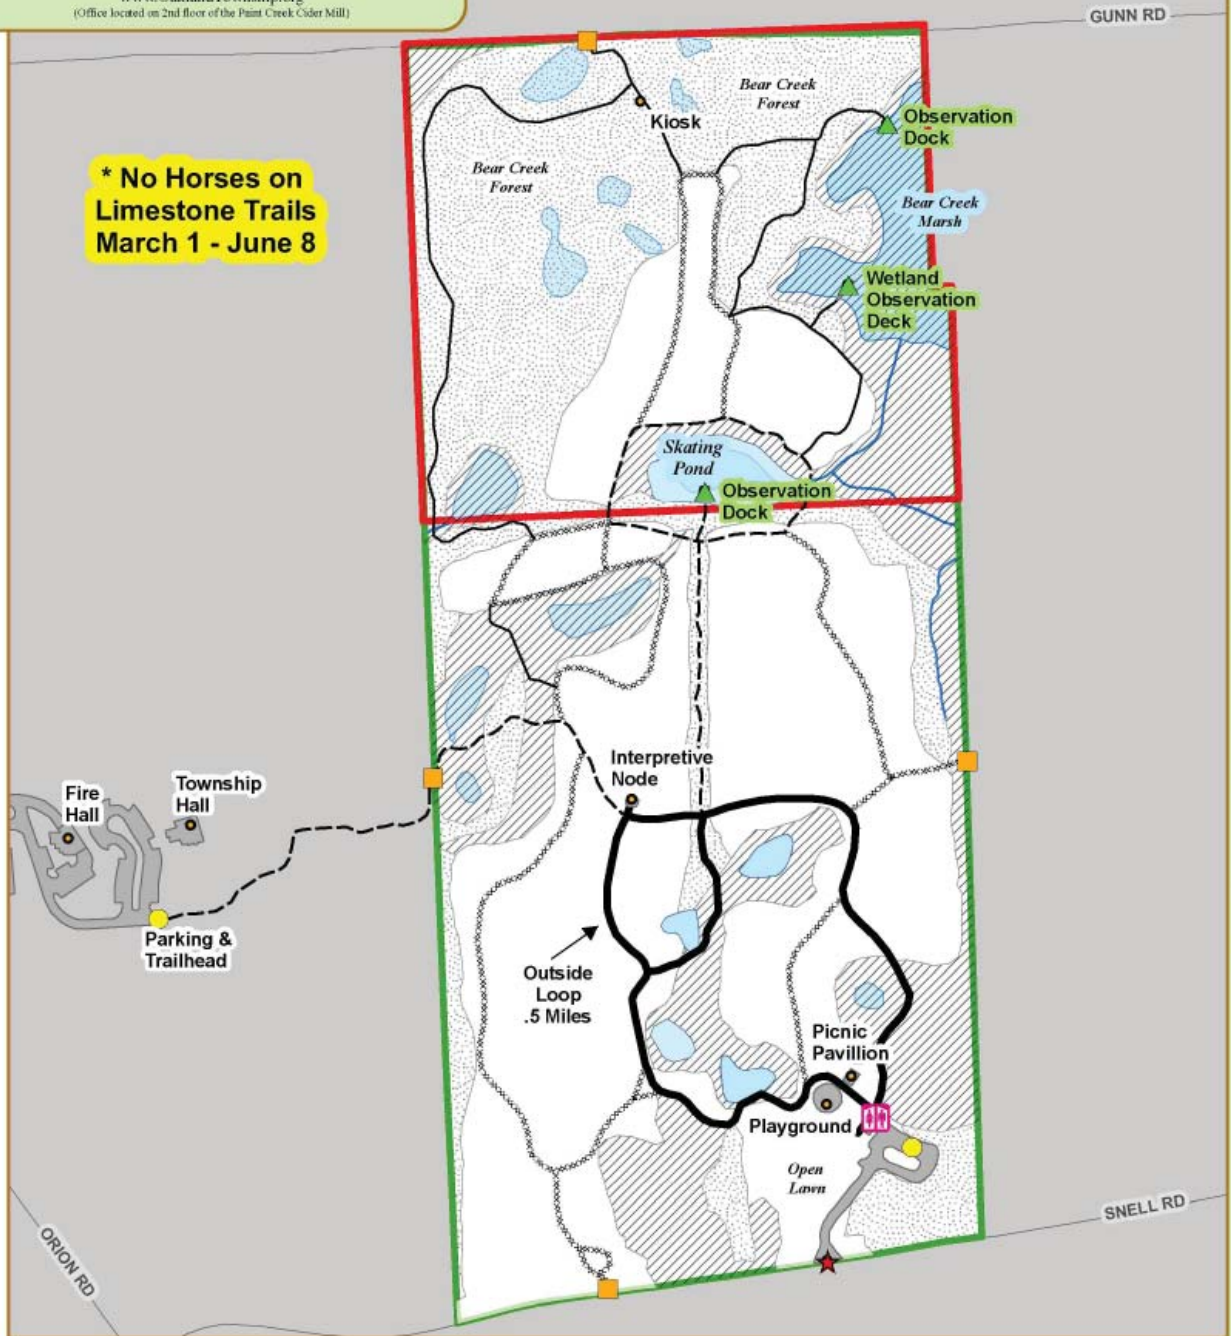 (Office located on 2nd floor of the Paint Creek Cider Mill)
GUNN RD
Bear Creek
Forest
Observation
Dock
Kiosk
* No Horses on
Limestone Trails
March 1 - June 8
Bear Creek
Forest
Bear Creek
Marsh
Wetland
Observation
Deck
Skating
Pond
Observation
Dock
Interpretive
Node
Fire
Hall
Township
Hall
Parking &
Trailhead
Outside
Loop
.5 Miles
Picnic
Pavillion
Playground
Open
Lawn
SNELL RD
ORION RD